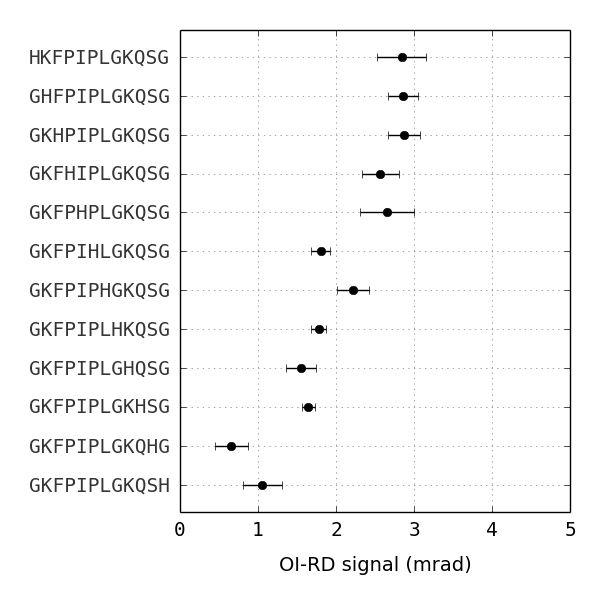 HKFPIPLGKQSG
GHFPIPLGKQSG
GKHPIPLGKQSG
GKFHIPLGKQSG
GKFPHPLGKQSG
GKFPIHLGKQSG
GKFPIPHGKQSG
GKFPIPLHKQSG
GKFPIPLGHQSG
GKFPIPLGKHSG
GKFPIPLGKQHG
GKFPIPLGKQSH
0 1 2 3 4 5
OI-RD signal (mrad)